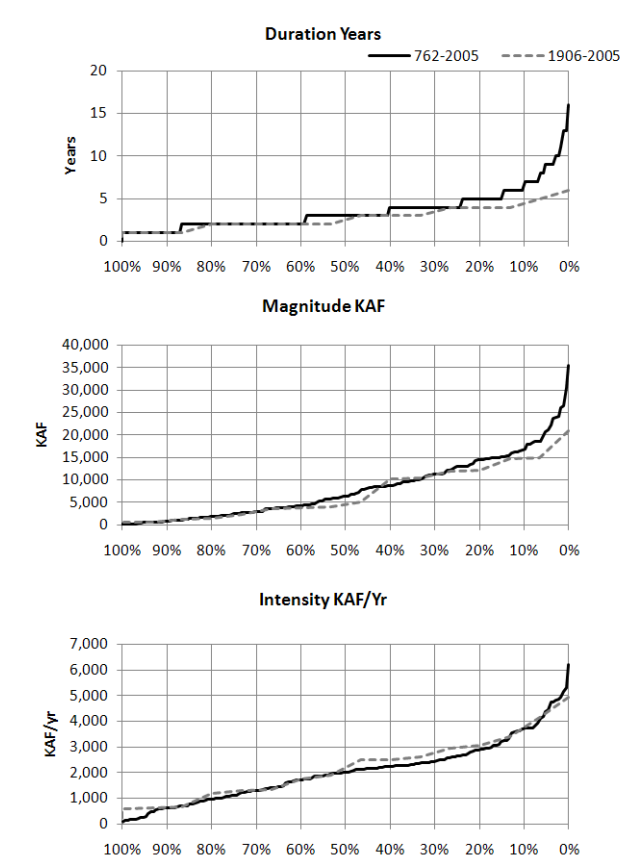 Duration Years
762-2005 1906-2005
20
15
10
5
0
Years
100% 90% 80% 70% 60% 50% 40% 30% 20% 10% 0%
Magnitude KAF
40,000
35,000
30,000
25,000
20,000
15,000
10,000
5,000
0
KAF
100% 90% 80% 70% 60% 50% 40% 30% 20% 10% 0%
Intensity KAF/Yr
7,000
6,000
5,000
4,000
3,000
2,000
1,000
0
KAF/yr
100% 90% 80% 70% 60% 50% 40% 30% 20% 10% 0%